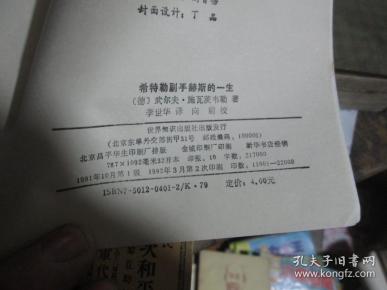 封面设计：丁 品
希特勒副手赫斯的一生
（德）武尔夫·施瓦茨韦勒 著
李世华 译 向 前 校
世界知识出版社出版发行
（北京东单外交部街甲31号 邮政编码：100005）
北京昌平华生印刷厂排版 金城印刷厂印刷 新华书店经销
787×1092毫米32开本 印张：10 字数：217000
1991年10月第1版 1992年3月第2次印刷 印数：11001—22000
ISBN7-5012-0401-2/K·79 定价：4.00元
孔夫子旧书网